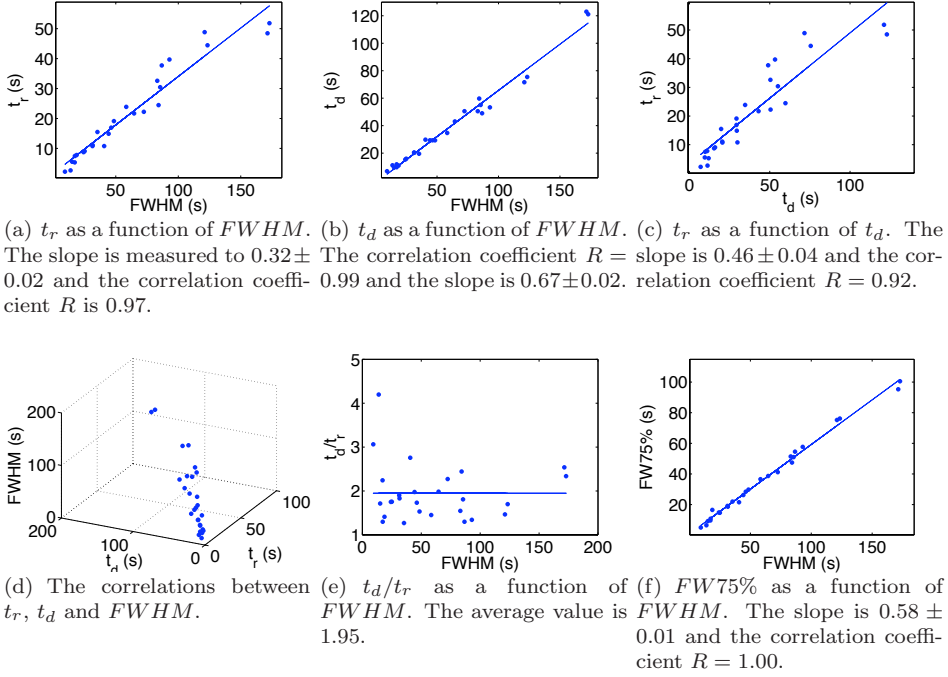 50
40
30
20
10
t_r (s)
50 100 150
FWHM (s)
120
100
80
60
40
20
t_d (s)
50 100 150
FWHM (s)
50
40
30
20
10
t_r (s)
0 50 100
t_d (s)
(a) t_r as a function of FWHM.
The slope is measured to 0.32±
0.02 and the correlation coeffi-
cient R is 0.97.
(b) t_d as a function of FWHM.
The correlation coefficient R =
0.99 and the slope is 0.67±0.02.
(c) t_r as a function of t_d. The
slope is 0.46±0.04 and the cor-
relation coefficient R = 0.92.
200
100
0
FWHM (s)
200 100 0
t_d (s)
0 50 100
t_r (s)
5
4
3
2
1
t_d/t_r
0 50 100 150 200
FWHM (s)
100
80
60
40
20
FW75% (s)
50 100 150
FWHM (s)
(d) The correlations between
t_r, t_d and FWHM.
(e) t_d/t_r as a function of
FWHM. The average value is
1.95.
(f) FW75% as a function of
FWHM. The slope is 0.58 ±
0.01 and the correlation coeffi-
cient R = 1.00.